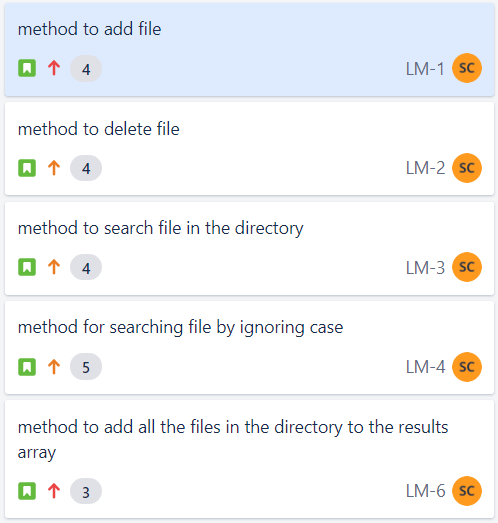 method to add file
4 LM-1 SC
method to delete file
4 LM-2 SC
method to search file in the directory
4 LM-3 SC
method for searching file by ignoring case
5 LM-4 SC
method to add all the files in the directory to the results
array
3 LM-6 SC